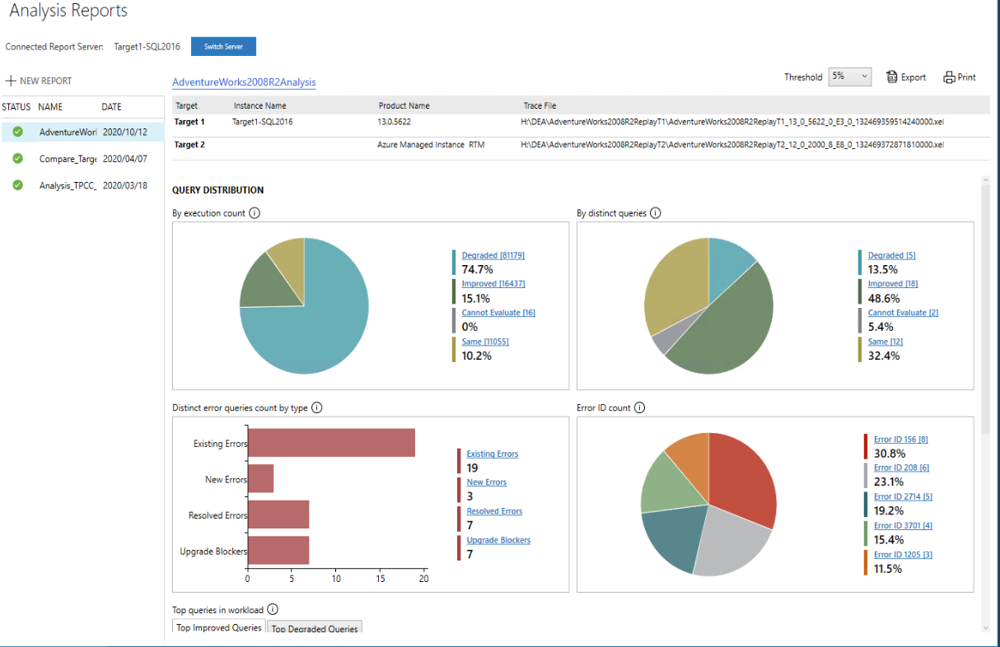 Analysis Reports
Connected Report Server: Target1-SQL2016 Switch Server
NEW REPORT
STATUS NAME DATE
AdventureWorl 2020/10/12
Compare_Targe 2020/04/07
Analysis_TPCC_ 2020/03/18
AdventureWorks2008R2Analysis
Threshold 5% Export Print
Target Instance Name Product Name Trace File
Target 1 Target1-SQL2016 13.0.5622 H:\DEA\AdventureWorks2008R2ReplayT1\AdventureWorks2008R2ReplayT1_13_0_5622_0_E3_0_132469359514240000.xel
Target 2 Azure Managed Instance RTM H:\DEA\AdventureWorks2008R2ReplayT2\AdventureWorks2008R2ReplayT2_12_0_2000_8_E8_0_132469372871810000.xel
QUERY DISTRIBUTION
By execution count
Degraded [81179]
74.7%
Improved [16437]
15.1%
Cannot Evaluate [16]
0%
Same [11055]
10.2%
By distinct queries
Degraded [5]
13.5%
Improved [18]
48.6%
Cannot Evaluate [2]
5.4%
Same [12]
32.4%
Distinct error queries count by type
Existing Errors
New Errors
Resolved Errors
Upgrade Blockers
0 5 10 15 20
Existing Errors
19
New Errors
3
Resolved Errors
7
Upgrade Blockers
7
Error ID count
Error ID 156 [8]
30.8%
Error ID 208 [6]
23.1%
Error ID 2714 [5]
19.2%
Error ID 3701 [4]
15.4%
Error ID 1205 [3]
11.5%
Top queries in workload
Top Improved Queries Top Degraded Queries